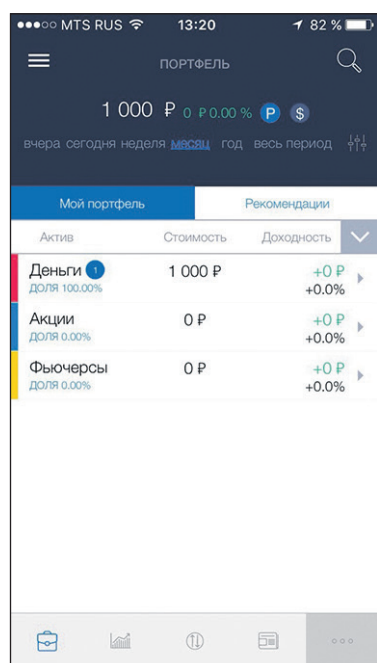 MTS RUS 13:20 82 %
ПОРТФЕЛЬ
1 000 ₽ 0 ₽ 0.00 % P $
вчера сегодня неделя месяц год весь период
Мой портфель Рекомендации
Актив Стоимость Доходность
Деньги 1 1 000 ₽ +0 ₽
ДОЛЯ 100.00% +0.0%
Акции 0 ₽ +0 ₽
ДОЛЯ 0.00% +0.0%
Фьючерсы 0 ₽ +0 ₽
ДОЛЯ 0.00% +0.0%